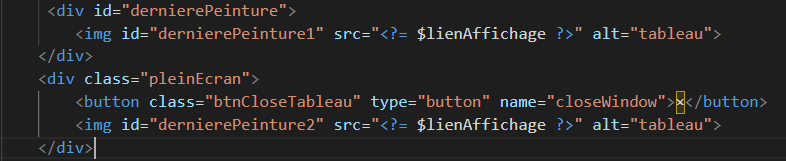 <div id="dernierePeinture">
<img id="dernierePeinture1" src="<?= $lienAffichage ?>" alt="tableau">
</div>
<div class="pleinEcran">
<button class="btnCloseTableau" type="button" name="closeWindow">×</button>
<img id="dernierePeinture2" src="<?= $lienAffichage ?>" alt="tableau">
</div>